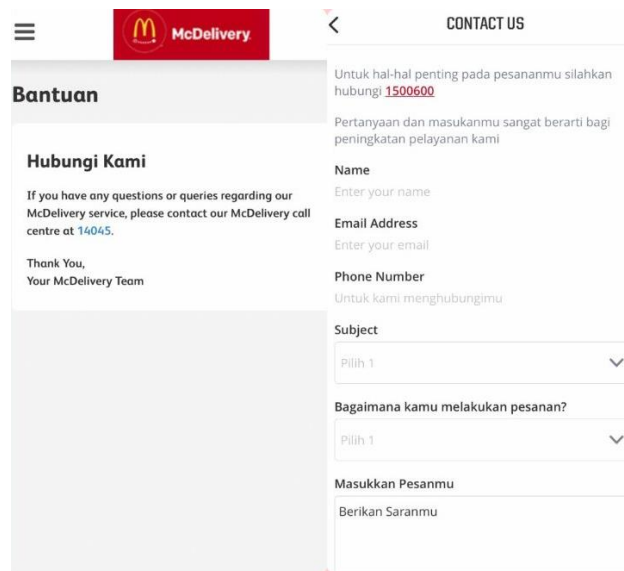 McDelivery.
Bantuan
Hubungi Kami
If you have any questions or queries regarding our
McDelivery service, please contact our McDelivery call
centre at 14045.
Thank You,
Your McDelivery Team
CONTACT US
Untuk hal-hal penting pada pesananmu silahkan
hubungi 1500600
Pertanyaan dan masukanmu sangat berarti bagi
peningkatan pelayanan kami
Name
Enter your name
Email Address
Enter your email
Phone Number
Untuk kami menghubungimu
Subject
Pilih 1
Bagaimana kamu melakukan pesanan?
Pilih 1
Masukkan Pesanmu
Berikan Saranmu